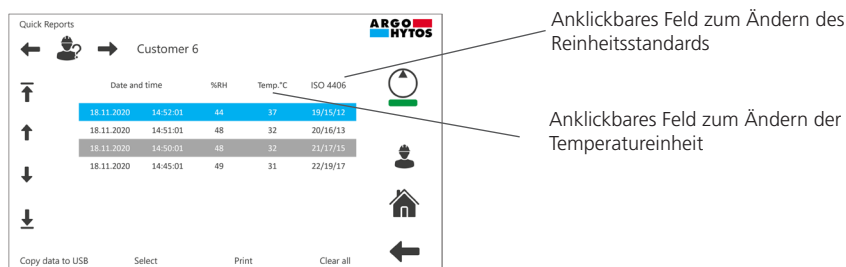 Quick Reports
ARGO
HYTOS
?
Customer 6
Date and time %RH Temp.°C ISO 4406
18.11.2020 14:52:01 44 37 19/15/12
18.11.2020 14:51:01 48 32 20/16/13
18.11.2020 14:50:01 48 32 21/17/15
18.11.2020 14:45:01 49 31 22/19/17
Copy data to USB Select Print Clear all
Anklickbares Feld zum Ändern des
Reinheitsstandards
Anklickbares Feld zum Ändern der
Temperatureinheit